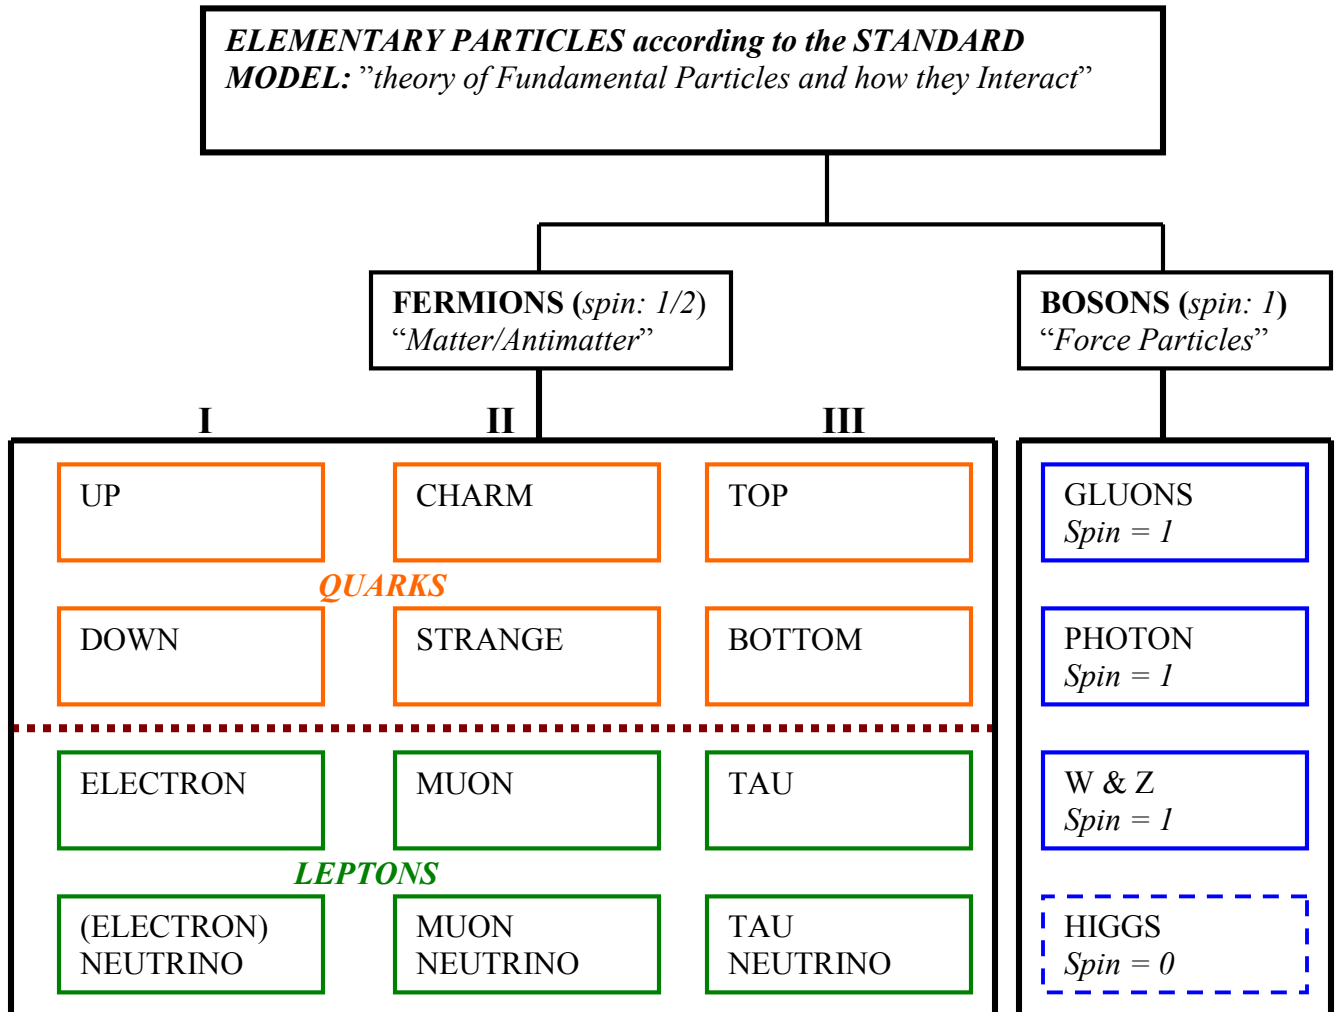 ELEMENTARY PARTICLES according to the STANDARD
MODEL: ”theory of Fundamental Particles and how they Interact”
FERMIONS (spin: 1/2)
“Matter/Antimatter”
BOSONS (spin: 1)
“Force Particles”
I II III
UP
CHARM
TOP
GLUONS
Spin = 1
QUARKS
DOWN
STRANGE
BOTTOM
PHOTON
Spin = 1
ELECTRON
MUON
TAU
W & Z
Spin = 1
LEPTONS
(ELECTRON)
NEUTRINO
MUON
NEUTRINO
TAU
NEUTRINO
HIGGS
Spin = 0